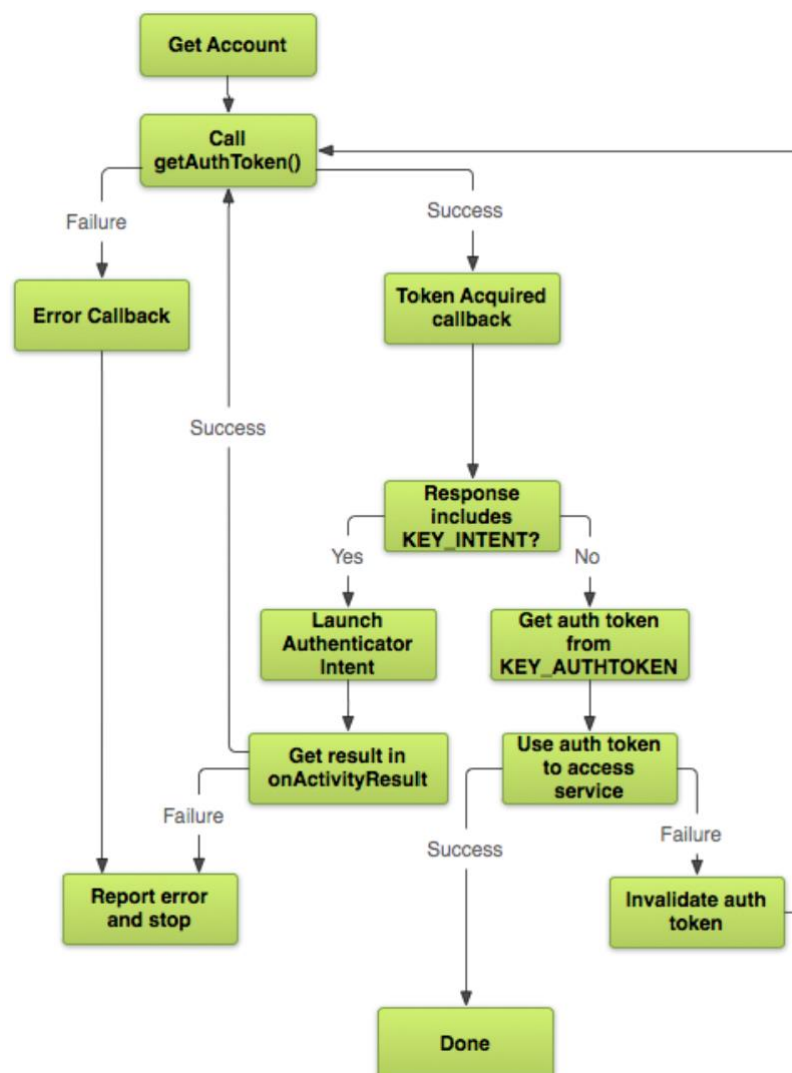 Get Account
Call
getAuthToken()
Failure
Success
Error Callback
Token Acquired
callback
Success
Response
includes
KEY_INTENT?
Yes
No
Launch
Authenticator
Intent
Get auth token
from
KEY_AUTHTOKEN
Get result in
onActivityResult
Use auth token
to access
service
Failure
Success
Failure
Report error
and stop
Invalidate auth
token
Done